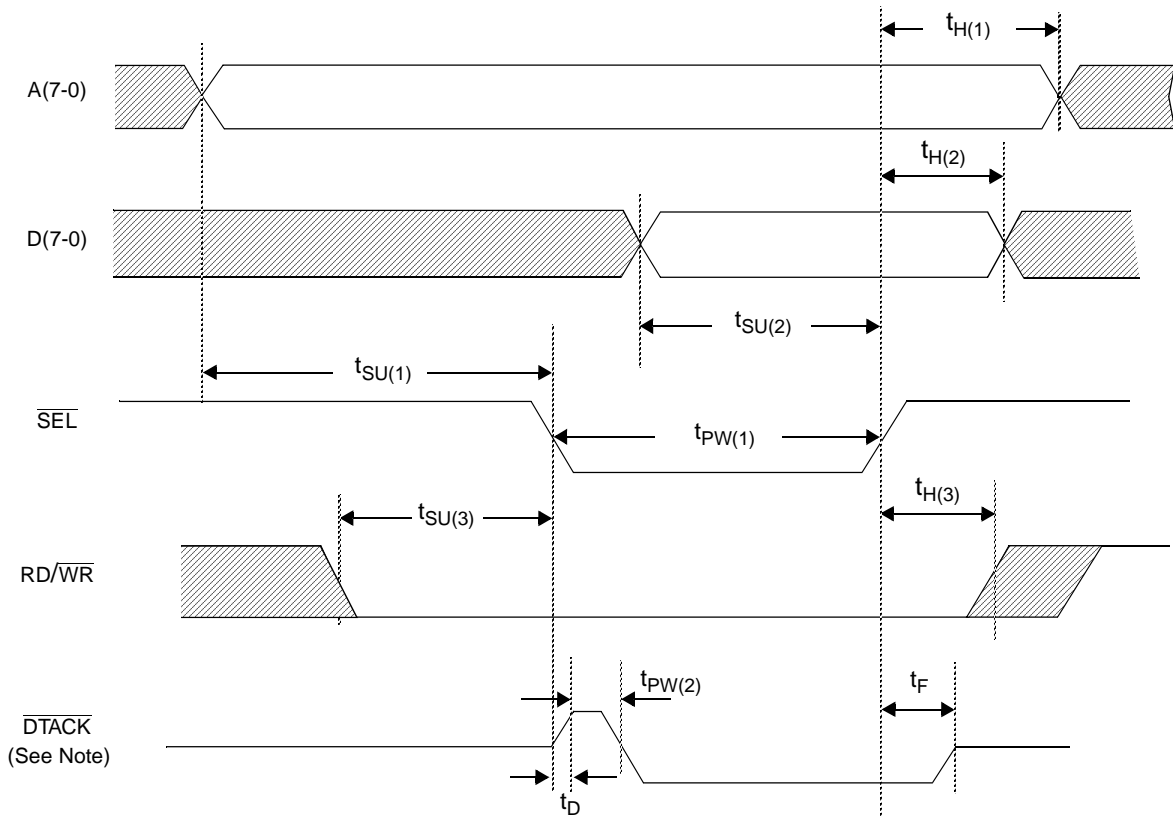 tH(1)
A(7-0)
tH(2)
D(7-0)
tSU(2)
tSU(1)
SEL
tPW(1)
tH(3)
tSU(3)
RD/WR
tPW(2)
tF
DTACK
(See Note)
tD